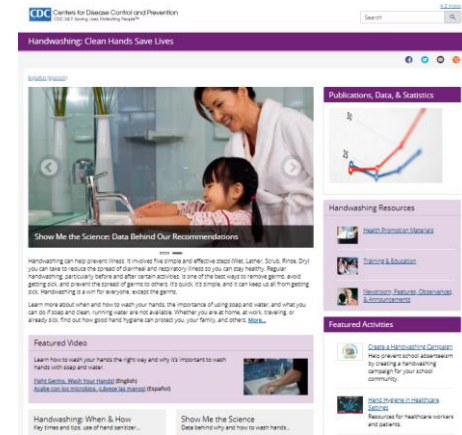 A-Z Index
CDC
Centers for Disease Control and Prevention
CDC 24/7: Saving Lives, Protecting People™
Search
Handwashing: Clean Hands Save Lives
Español (Spanish)
Show Me the Science: Data Behind Our Recommendations
Handwashing can help prevent illness. It involves five simple and effective steps (Wet, Lather, Scrub, Rinse, Dry)
you can take to reduce the spread of diarrheal and respiratory illness so you can stay healthy. Regular
handwashing, particularly before and after certain activities, is one of the best ways to remove germs, avoid
getting sick, and prevent the spread of germs to others. It's quick, it's simple, and it can keep us all from getting
sick. Handwashing is a win for everyone, except the germs.
Learn more about when and how to wash your hands, the importance of using soap and water, and what you
can do if soap and clean, running water are not available. Whether you are at home, at work, traveling, or
already sick, find out how good hand hygiene can protect you, your family, and others. More...
Featured Video
Learn how to wash your hands the right way and why it's important to wash
hands with soap and water.
Fight Germs. Wash Your Hands! (English)
Acabe con los microbios. ¡Lávese las manos! (Español)
Handwashing: When & How
Key times and tips, use of hand sanitizer...
Show Me the Science
Data behind why and how to wash hands...
Publications, Data, & Statistics
50
25
Handwashing Resources
Health Promotion Materials
Training & Education
Newsroom, Features, Observances,
& Announcements
Featured Activities
Create a Handwashing Campaign
Help prevent school absenteeism
by creating a handwashing
campaign for your school
community.
Hand Hygiene in Healthcare
Settings
Resources for healthcare workers
and patients.